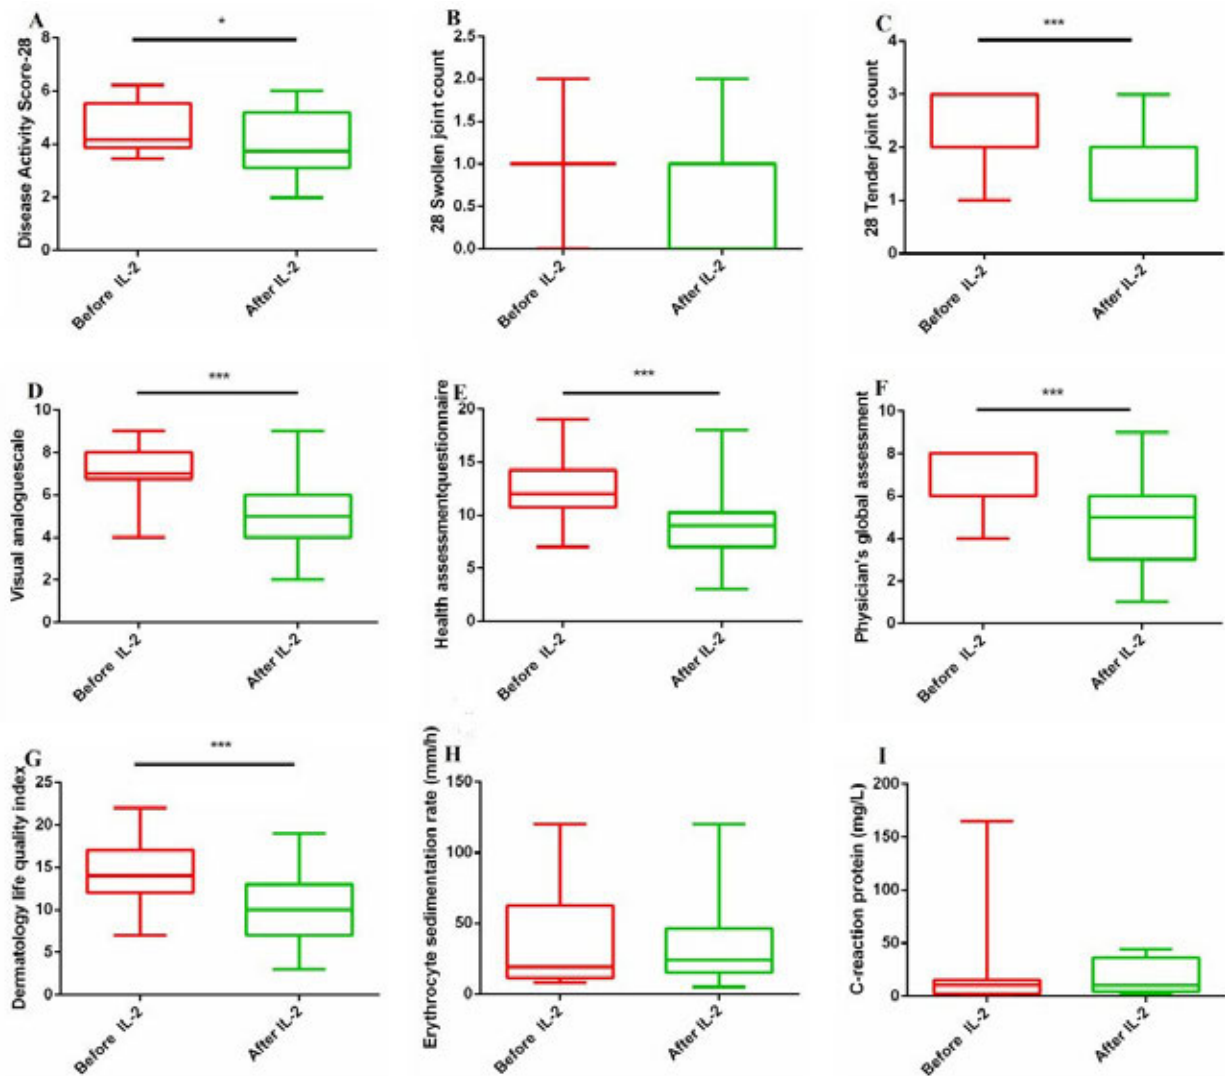 A
*
Disease Activity Score-28
8
6
4
2
0
Before IL-2
After IL-2
B
28 Swollen joint count
2.5
2.0
1.5
1.0
0.5
0.0
Before IL-2
After IL-2
C
***
28 Tender joint count
4
3
2
1
0
Before IL-2
After IL-2
D
***
Visual analoguescale
10
8
6
4
2
0
Before IL-2
After IL-2
E
***
Health assessmentquestionnaire
20
15
10
5
0
Before IL-2
After IL-2
F
***
Physician's global assessment
10
8
6
4
2
0
Before IL-2
After IL-2
G
***
Dermatology life quality index
25
20
15
10
5
0
Before IL-2
After IL-2
H
Erythrocyte sedimentation rate (mm/h)
150
100
50
0
Before IL-2
After IL-2
I
C-reaction protein (mg/L)
200
150
100
50
0
Before IL-2
After IL-2